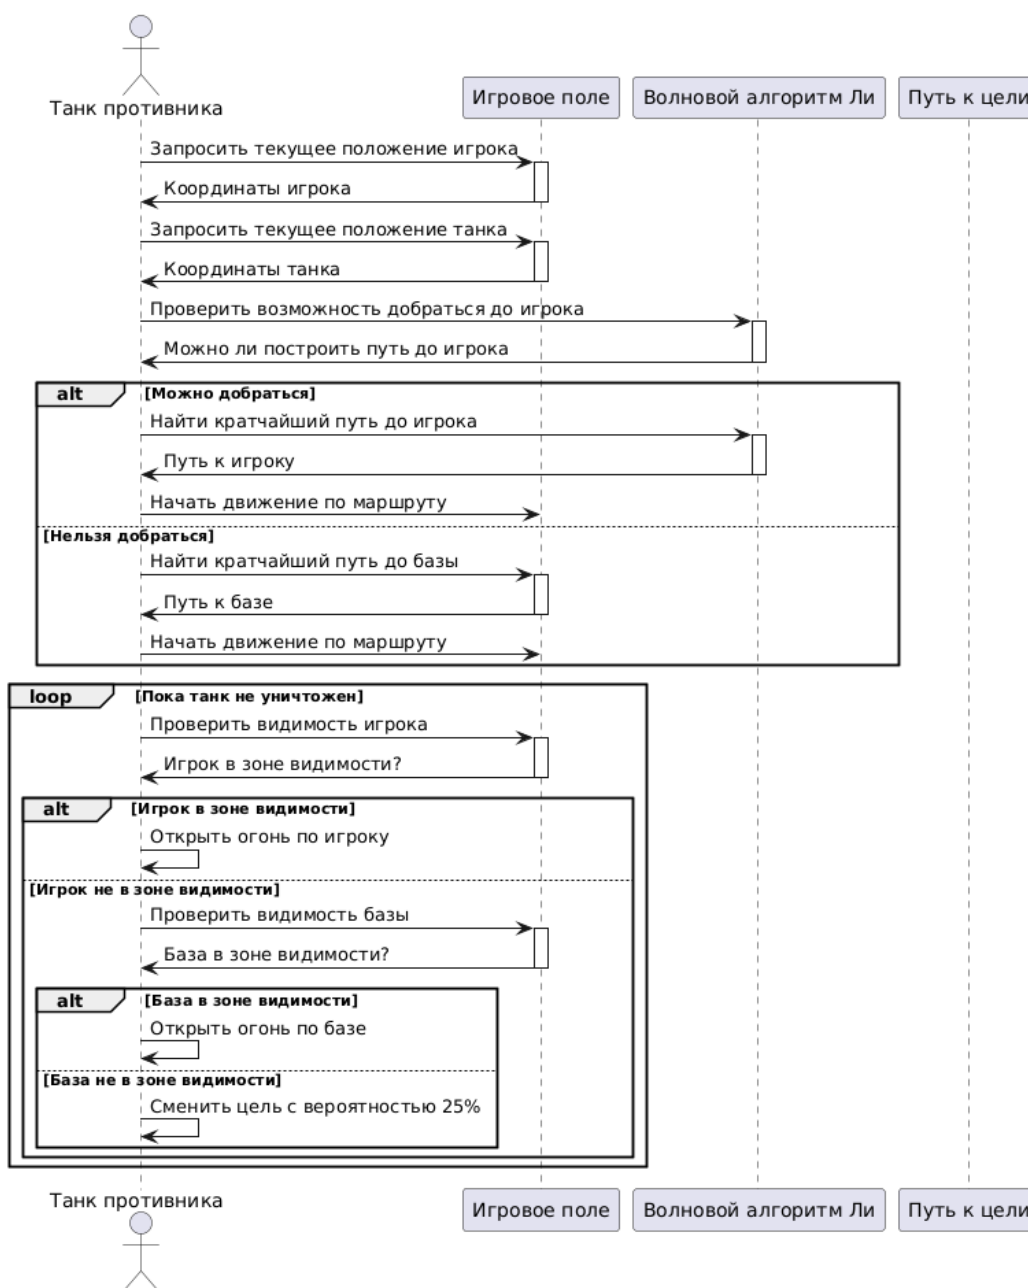 Танк противника
Игровое поле
Волновой алгоритм Ли
Путь к цели
Запросить текущее положение игрока
Координаты игрока
Запросить текущее положение танка
Координаты танка
Проверить возможность добраться до игрока
Можно ли построить путь до игрока
alt [Можно добраться]
Найти кратчайший путь до игрока
Путь к игроку
Начать движение по маршруту
[Нельзя добраться]
Найти кратчайший путь до базы
Путь к базе
Начать движение по маршруту
loop [Пока танк не уничтожен]
Проверить видимость игрока
Игрок в зоне видимости?
alt [Игрок в зоне видимости]
Открыть огонь по игроку
[Игрок не в зоне видимости]
Проверить видимость базы
База в зоне видимости?
alt [База в зоне видимости]
Открыть огонь по базе
[База не в зоне видимости]
Сменить цель с вероятностью 25%
Танк противника
Игровое поле
Волновой алгоритм Ли
Путь к цели